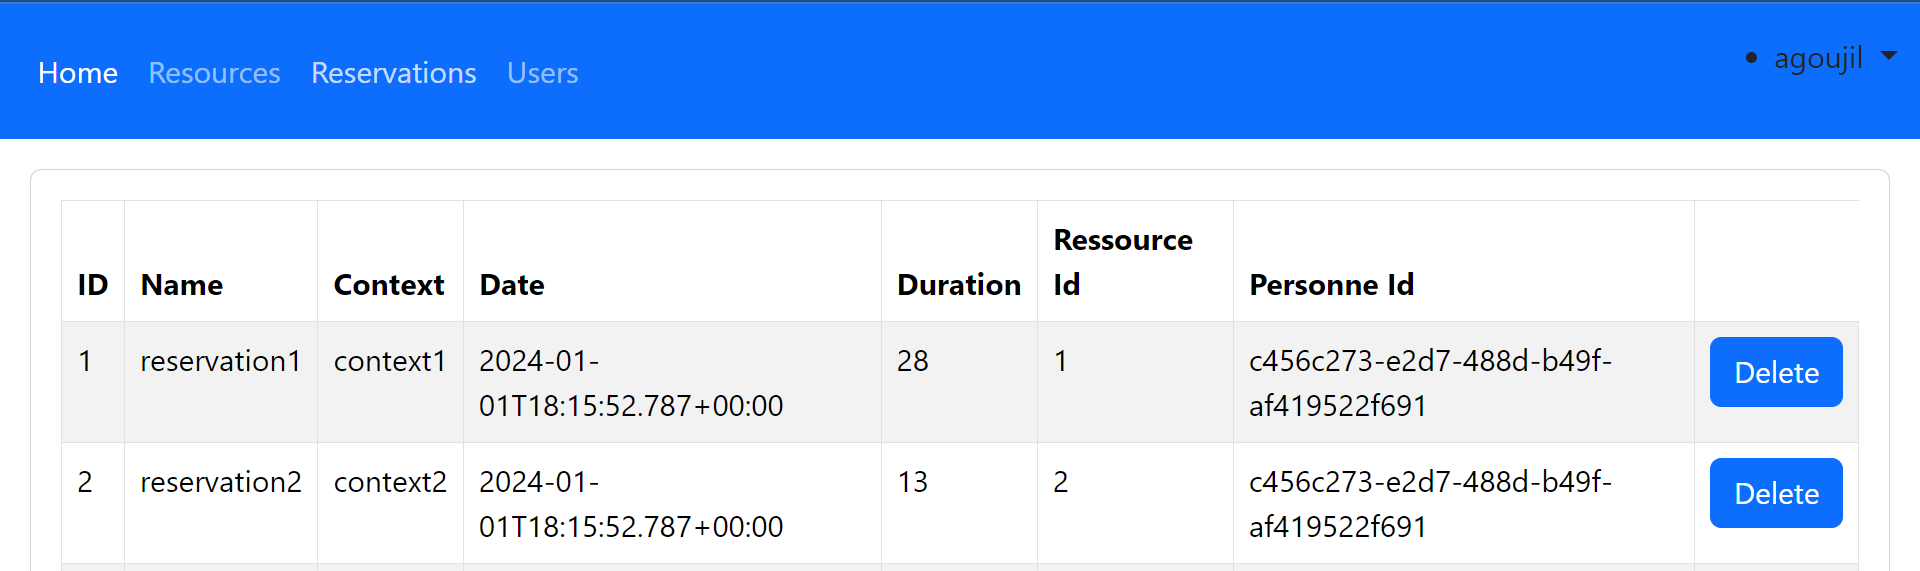 Home Resources Reservations Users
agoujil
ID Name Context Date Duration Ressource Id Personne Id
1 reservation1 context1 2024-01-01T18:15:52.787+00:00 28 1 c456c273-e2d7-488d-b49f-af419522f691 Delete
2 reservation2 context2 2024-01-01T18:15:52.787+00:00 13 2 c456c273-e2d7-488d-b49f-af419522f691 Delete